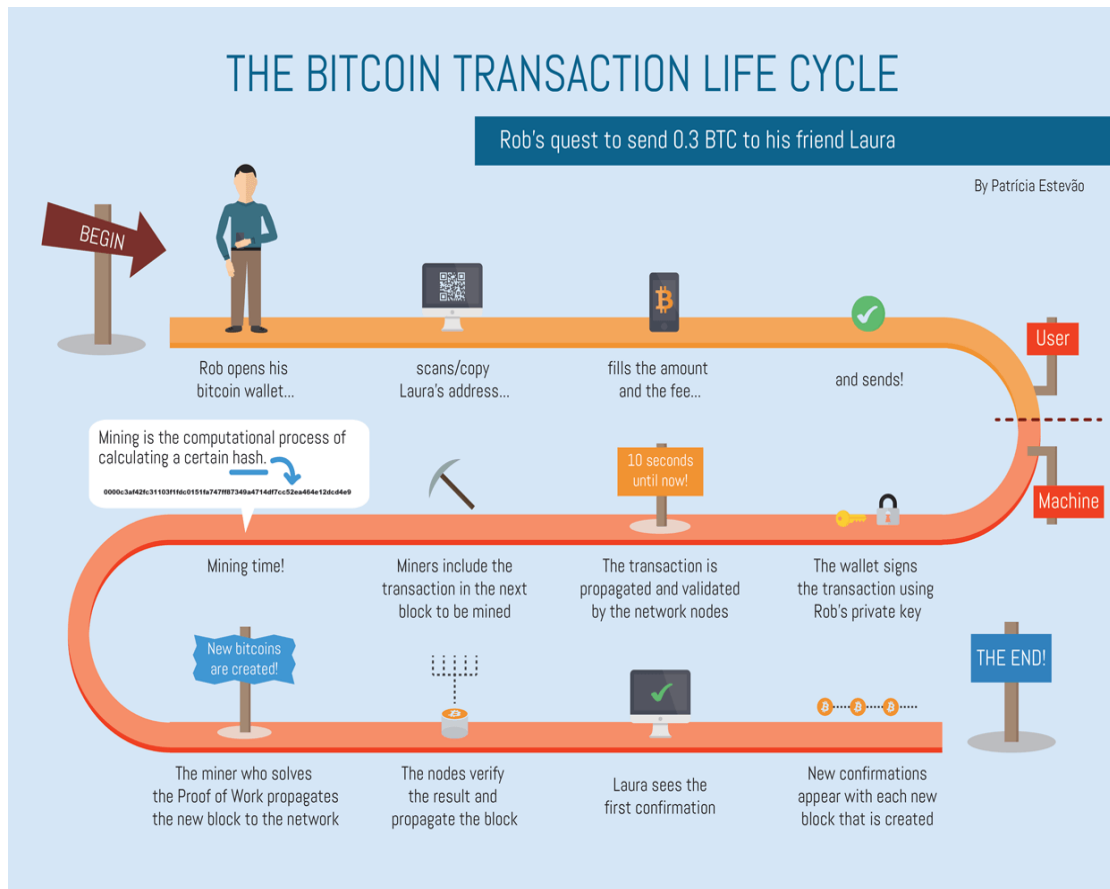 THE BITCOIN TRANSACTION LIFE CYCLE
Rob's quest to send 0.3 BTC to his friend Laura
By Patrícia Estevão
BEGIN
Rob opens his
bitcoin wallet...
scans/copy
Laura's address...
fills the amount
and the fee...
and sends!
User
Machine
The wallet signs
the transaction using
Rob's private key
10 seconds
until now!
The transaction is
propagated and validated
by the network nodes
Miners include the
transaction in the next
block to be mined
Mining is the computational process of
calculating a certain hash.
Mining time!
New bitcoins
are created!
The miner who solves
the Proof of Work propagates
the new block to the network
The nodes verify
the result and
propagate the block
Laura sees the
first confirmation
New confirmations
appear with each new
block that is created
THE END!